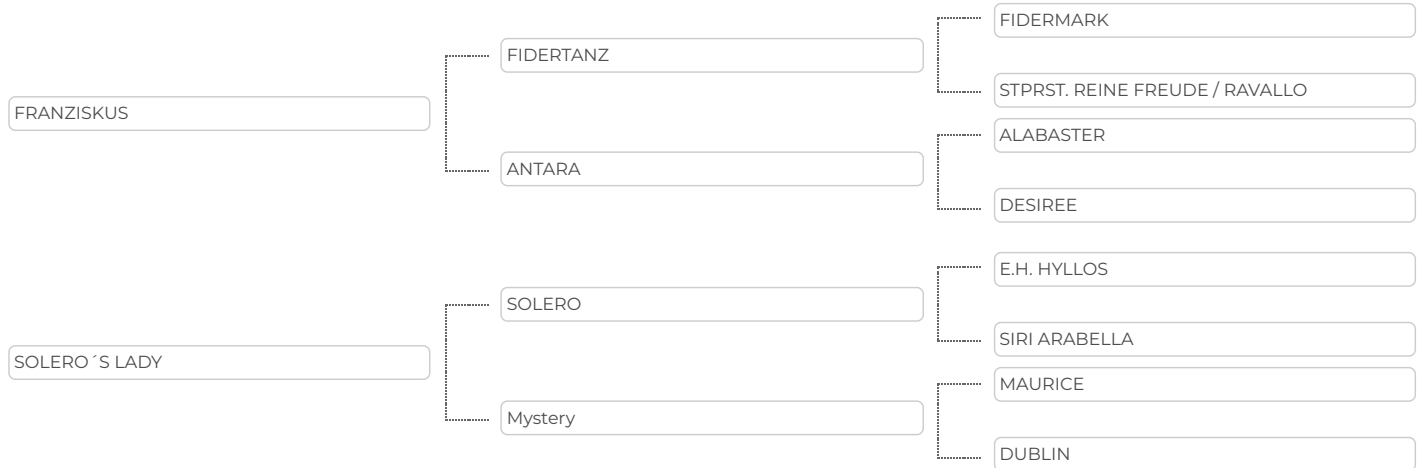 FRANZISKUS
FIDERTANZ
FIDERMARK
STPRST. REINE FREUDE / RAVALLO
ANTARA
ALABASTER
DESIREE
SOLERO´S LADY
SOLERO
E.H. HYLLOS
SIRI ARABELLA
Mystery
MAURICE
DUBLIN